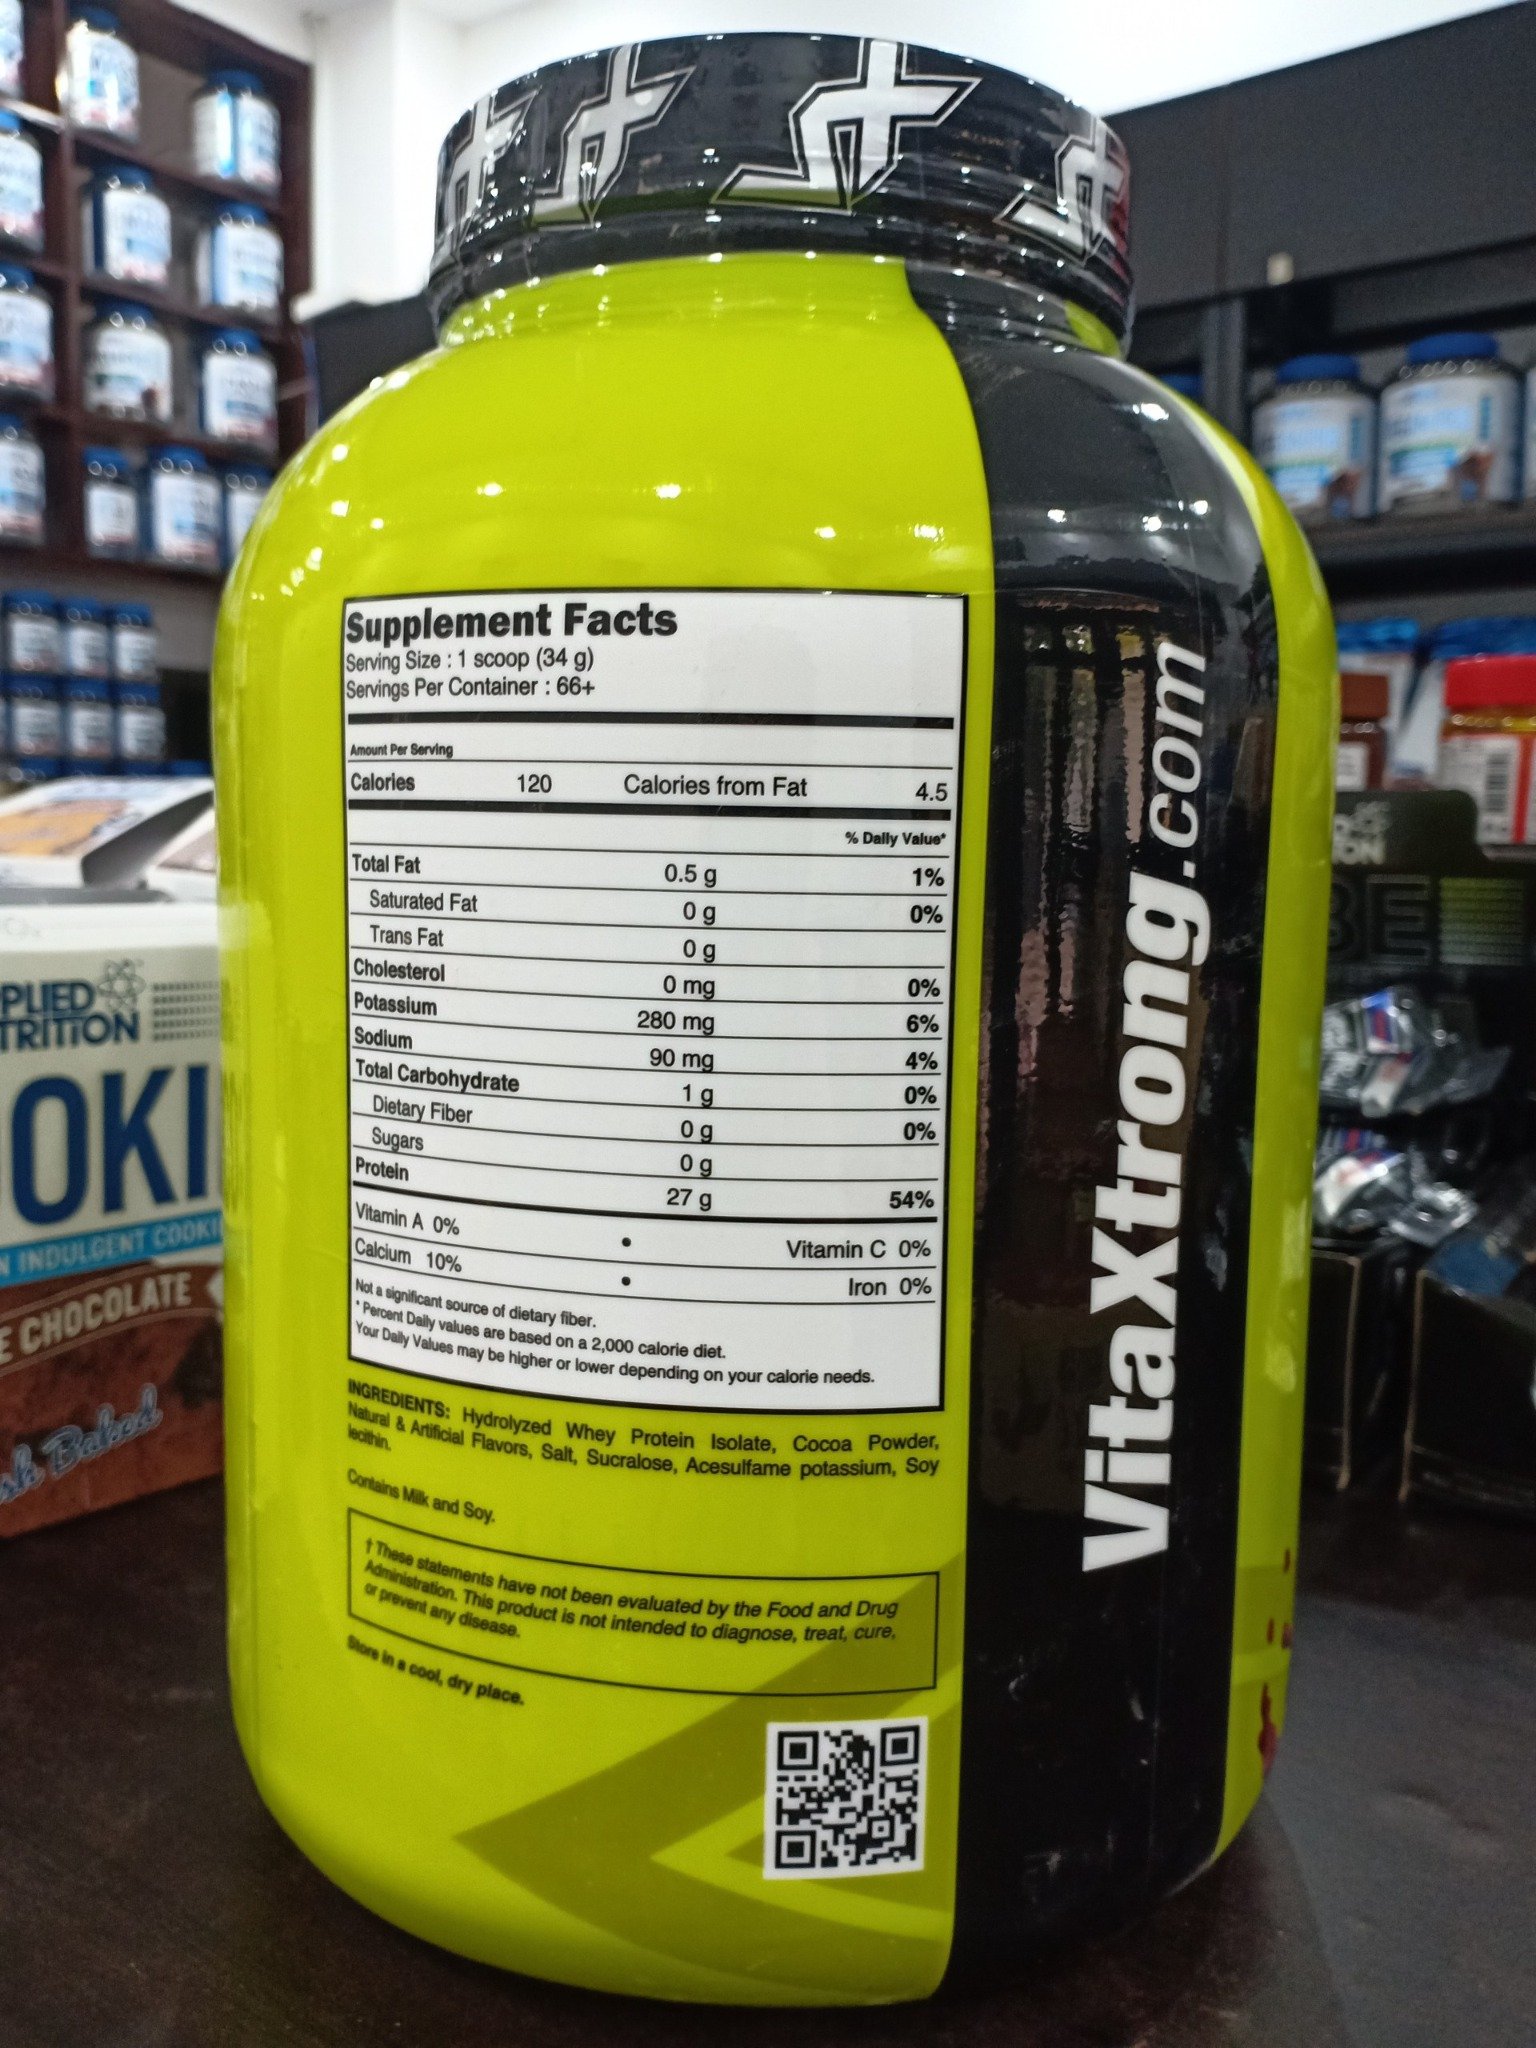 Supplement Facts
Serving Size : 1 scoop (34 g)
Servings Per Container : 66+
Amount Per Serving
Calories 120 Calories from Fat 4.5
% Daily Value*
Total Fat 0.5 g 1%
Saturated Fat 0 g 0%
Trans Fat 0 g
Cholesterol 0 mg 0%
Potassium 280 mg 6%
Sodium 90 mg 4%
Total Carbohydrate 1 g 0%
Dietary Fiber 0 g 0%
Sugars 0 g
Protein 27 g 54%
Vitamin A 0% • Vitamin C 0%
Calcium 10% • Iron 0%
Not a significant source of dietary fiber.
* Percent Daily values are based on a 2,000 calorie diet.
Your Daily Values may be higher or lower depending on your calorie needs.
INGREDIENTS: Hydrolyzed Whey Protein Isolate, Cocoa Powder,
Natural & Artificial Flavors, Salt, Sucralose, Acesulfame potassium, Soy
lecithin.
Contains Milk and Soy.
† These statements have not been evaluated by the Food and Drug
Administration. This product is not intended to diagnose, treat, cure,
or prevent any disease.
Store in a cool, dry place.
vitaXtrong.com
PPLIED
TRITION
OKI
N INDULGENT COOKI
E CHOCOLATE
sh Baked